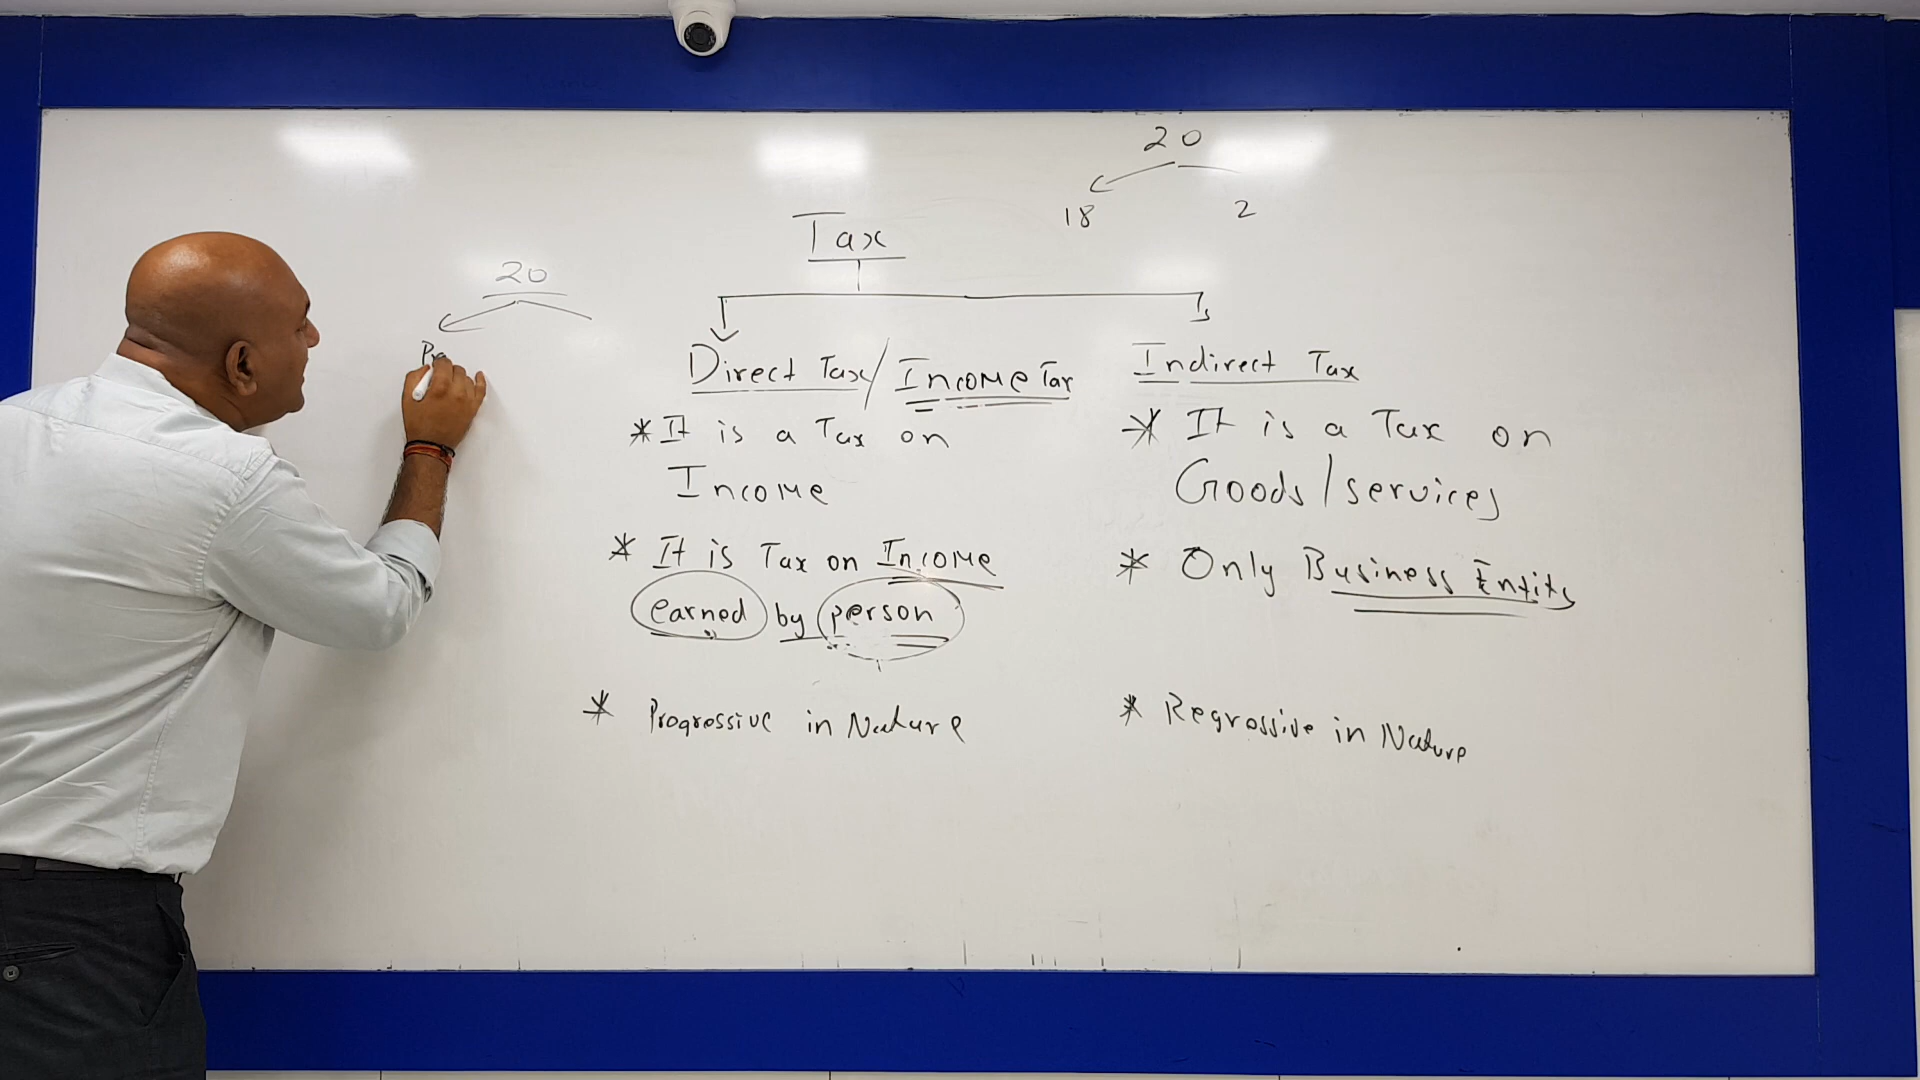 20
18 2
Tax
20
Pr
Direct Tax/Income Tax
* It is a Tax on
Income
* It is Tax on Income
earned by person
* Progressive in Nature
Indirect Tax
* It is a Tax on
Goods/services
* Only Business Entity
* Regressive in Nature